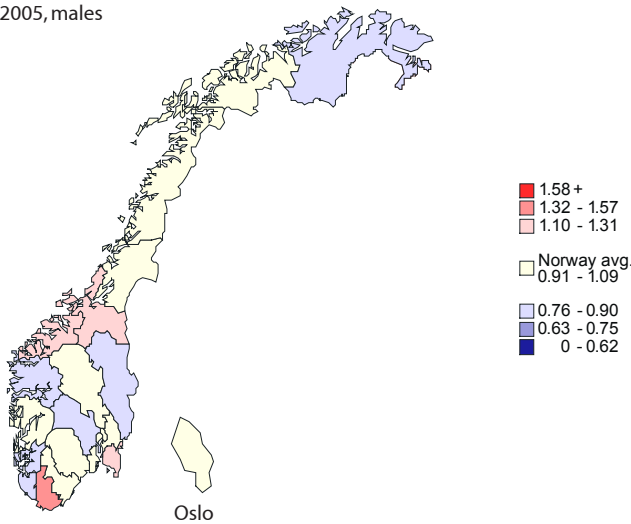 2005, males
1.58 +
1.32 - 1.57
1.10 - 1.31
Norway avg.
0.91 - 1.09
0.76 - 0.90
0.63 - 0.75
0 - 0.62
Oslo